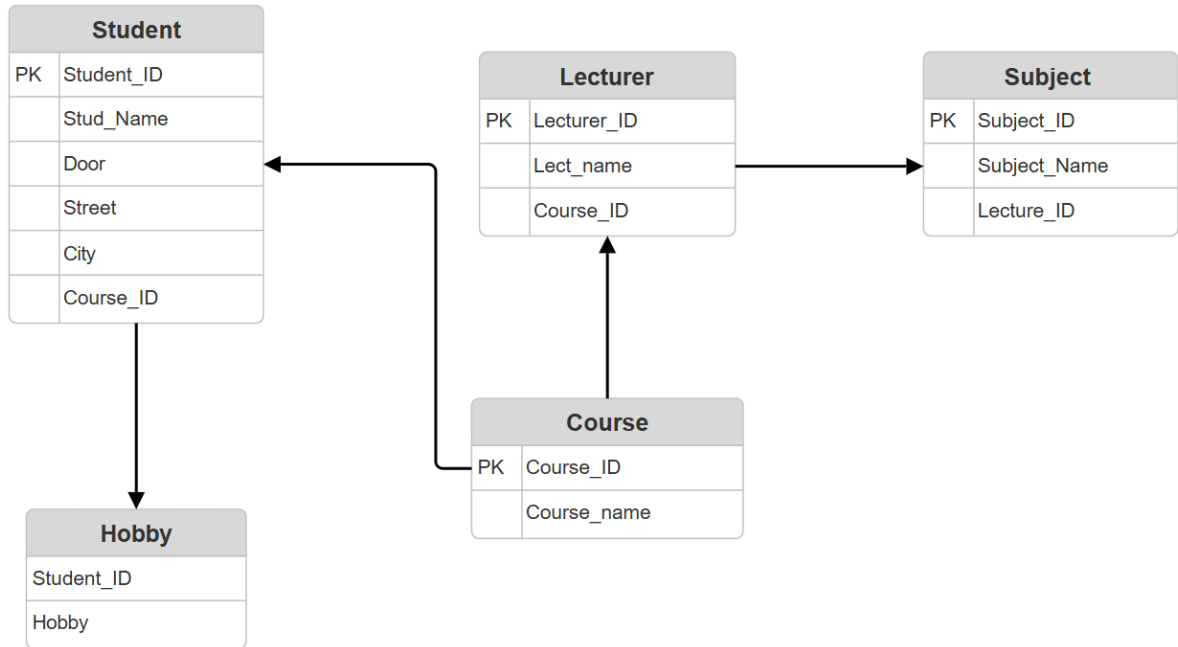 Student
PK Student_ID
Stud_Name
Door
Street
City
Course_ID
Lecturer
PK Lecturer_ID
Lect_name
Course_ID
Subject
PK Subject_ID
Subject_Name
Lecture_ID
Course
PK Course_ID
Course_name
Hobby
Student_ID
Hobby